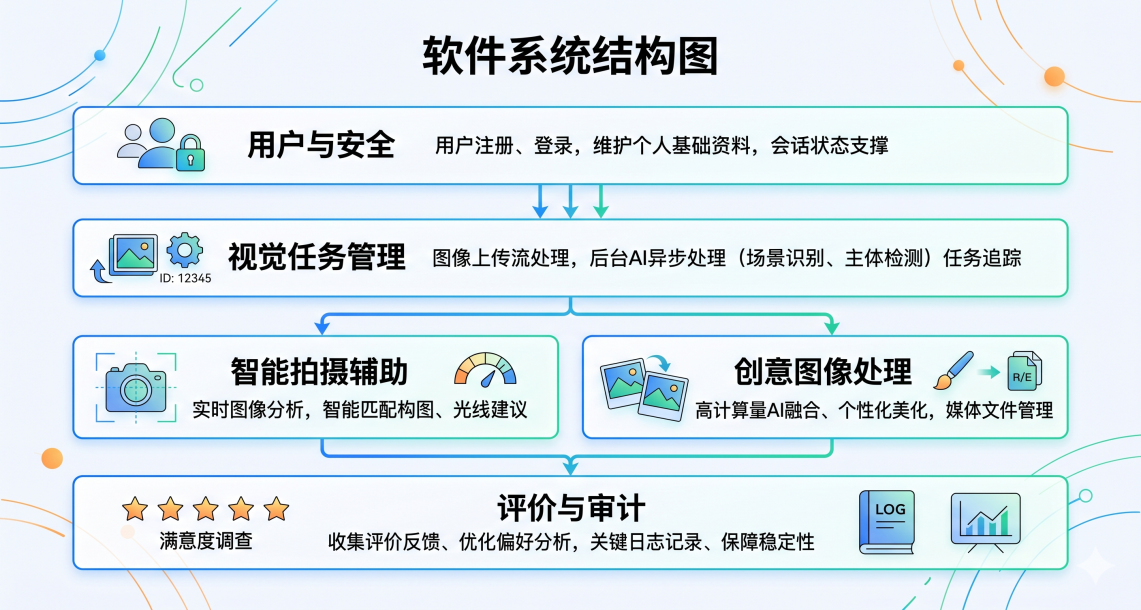 软件系统结构图
用户与安全
用户注册、登录，维护个人基础资料，会话状态支撑
ID: 12345
视觉任务管理
图像上传流处理，后台AI异步处理（场景识别、主体检测）任务追踪
智能拍摄辅助
实时图像分析，智能匹配构图、光线建议
创意图像处理
R/E
高计算量AI融合、个性化美化，媒体文件管理
满意度调查
评价与审计
收集评价反馈、优化偏好分析，关键日志记录、保障稳定性
LOG